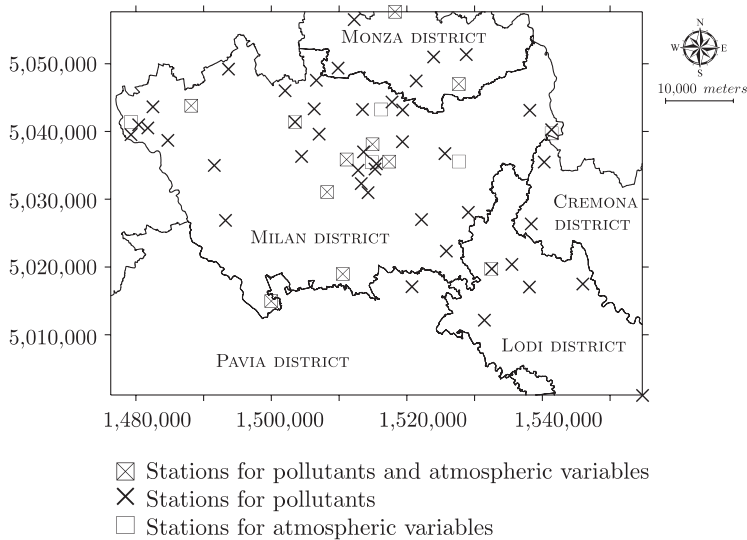 MONZA DISTRICT
N
W E
S
10,000 meters
5,050,000
5,040,000
5,030,000
5,020,000
5,010,000
CREMONA
DISTRICT
MILAN DISTRICT
LODI DISTRICT
PAVIA DISTRICT
1,480,000 1,500,000 1,520,000 1,540,000
Stations for pollutants and atmospheric variables
Stations for pollutants
Stations for atmospheric variables